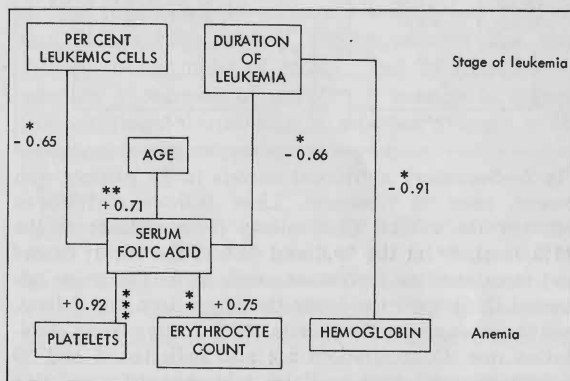 PER CENT
LEUKEMIC CELLS
DURATION
OF
LEUKEMIA
Stage of leukemia
*
- 0.65
AGE
*
- 0.66
*
- 0.91
**
+ 0.71
SERUM
FOLIC ACID
+ 0.92
***
**
+ 0.75
PLATELETS
ERYTHROCYTE
COUNT
HEMOGLOBIN
Anemia